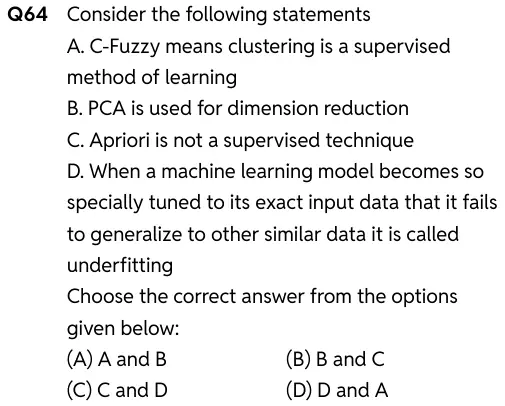 Q64 Consider the following statements
A. C-Fuzzy means clustering is a supervised
method of learning
B. PCA is used for dimension reduction
C. Apriori is not a supervised technique
D. When a machine learning model becomes so
specially tuned to its exact input data that it fails
to generalize to other similar data it is called
underfitting
Choose the correct answer from the options
given below:
(A) A and B (B) B and C
(C) C and D (D) D and A